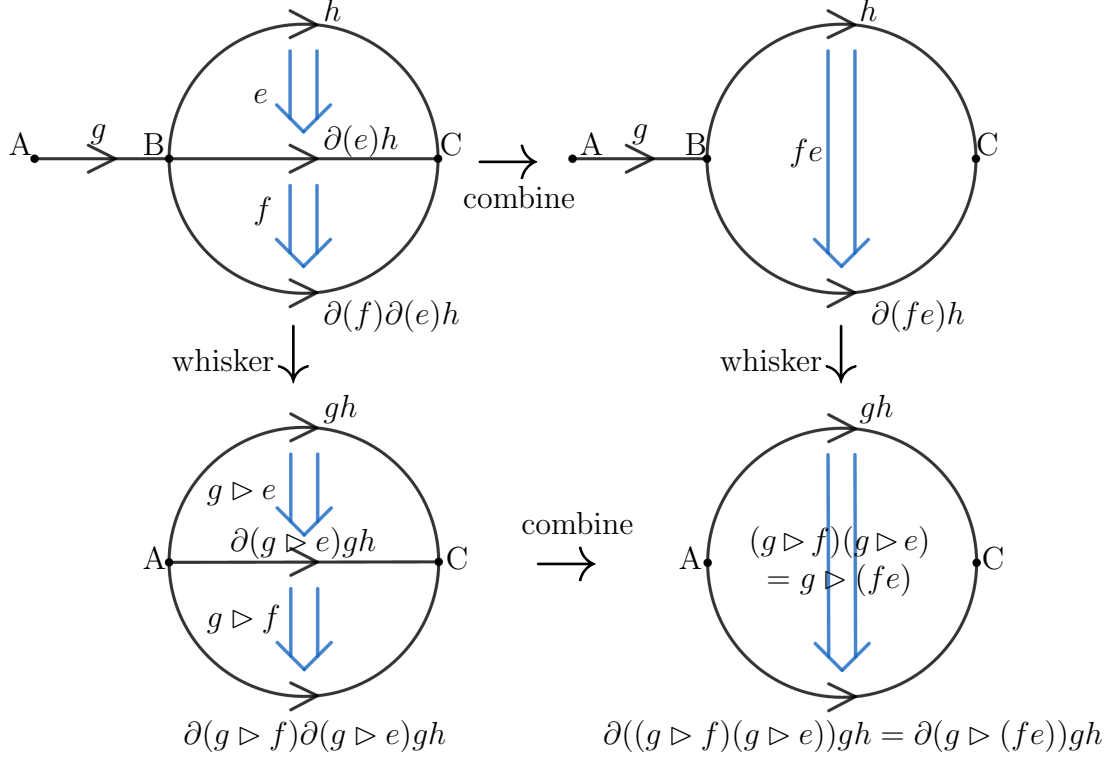 h
h
e
g
g
A
B
∂(e)h
C
A
B
C
combine
fe
f
∂(f)∂(e)h
∂(fe)h
whisker
whisker
gh
gh
g ▷ e
combine
∂(g ▷ e)gh
(g ▷ f)(g ▷ e)
A
C
A
C
= g ▷ (fe)
g ▷ f
∂(g ▷ f)∂(g ▷ e)gh
∂((g ▷ f)(g ▷ e))gh = ∂(g ▷ (fe))gh